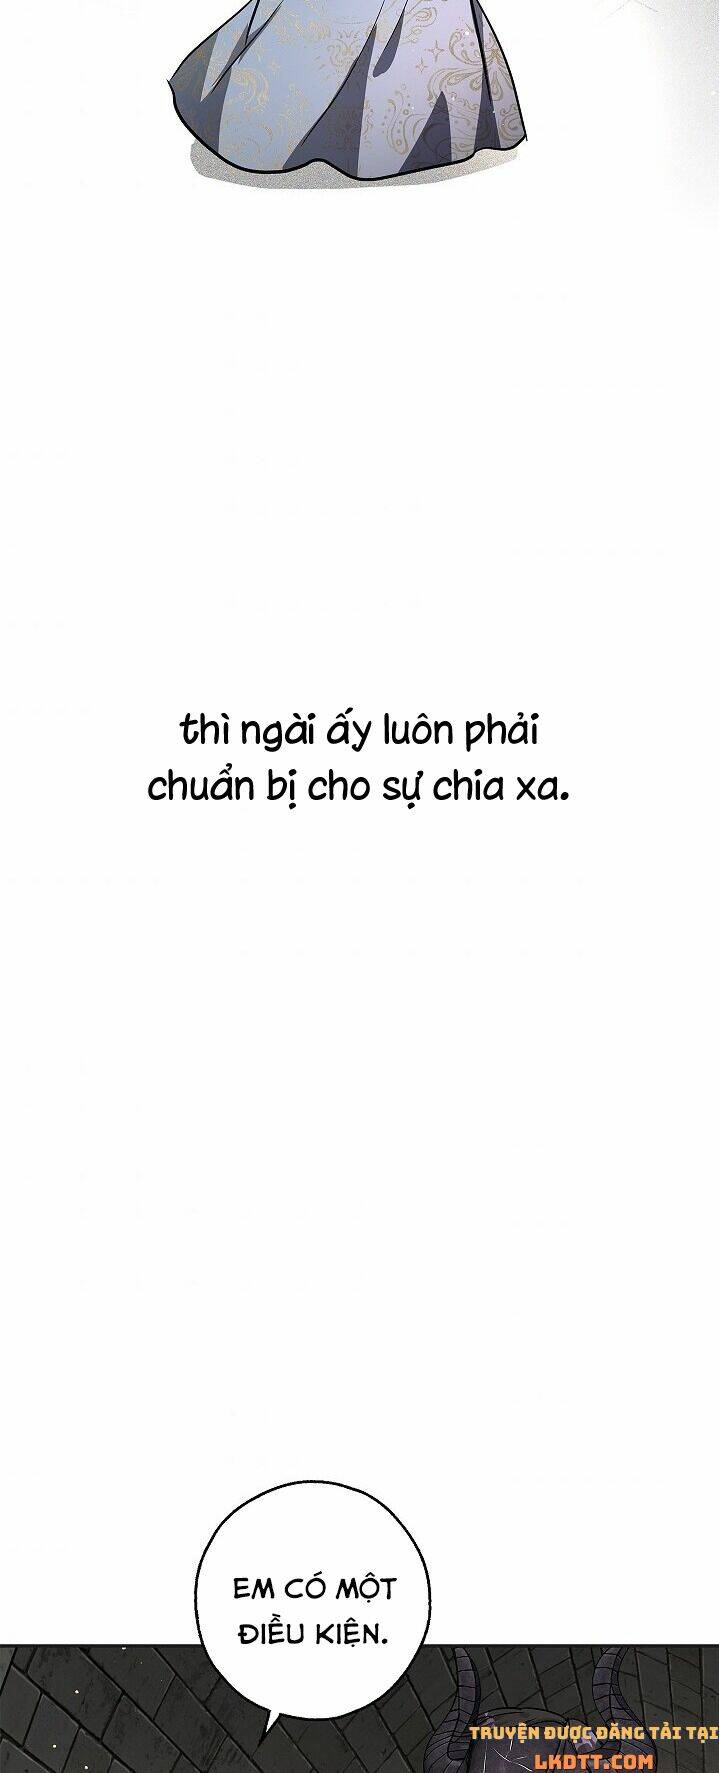 thì ngài ấy luôn phải
chuẩn bị cho sự chia xa.
EM CÓ MỘT
ĐIỀU KIỆN.
TRUYỆN ĐƯỢC ĐĂNG TẢI TẠI
LKDTT.COM